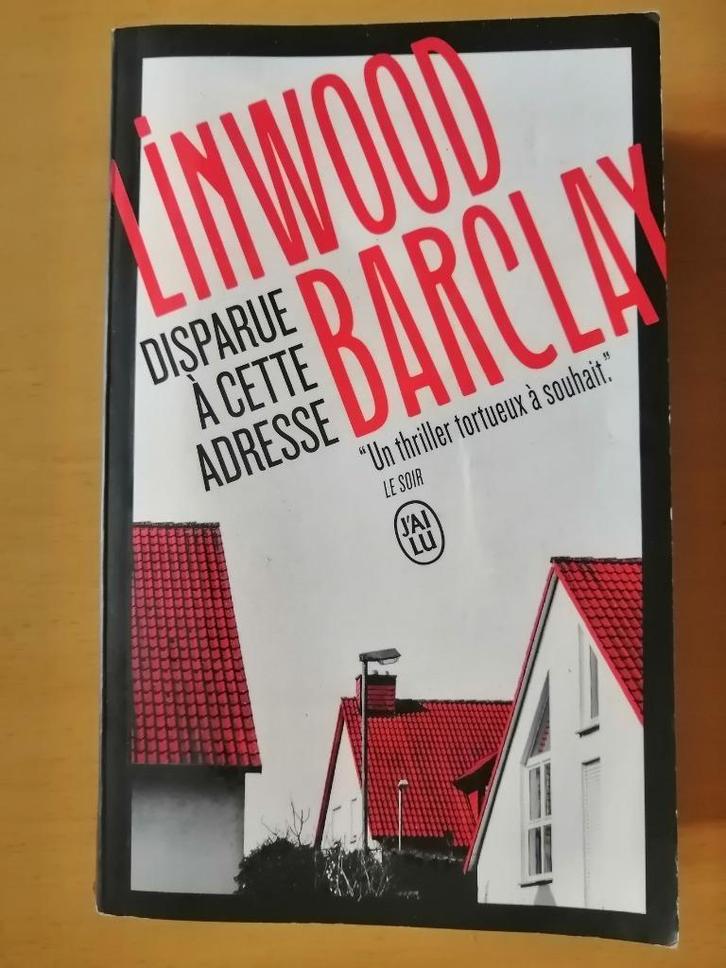 LiNWOOD
BARCLAY
DISPARUE
À CETTE
ADRESSE
“Un thriller tortueux à souhait.”
LE SOIR
J'AI
LU